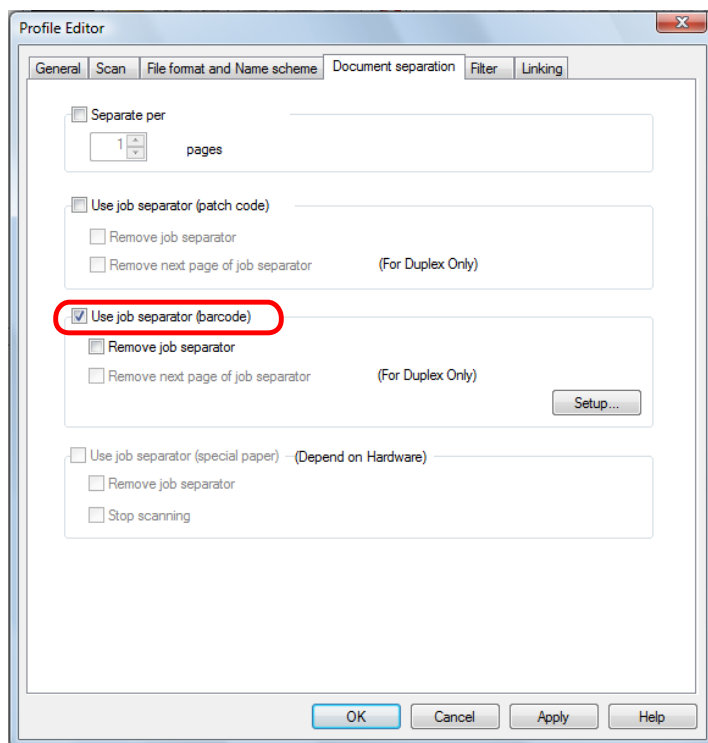 Profile Editor
General Scan File format and Name scheme Document separation Filter Linking
Separate per
1 pages
Use job separator (patch code)
Remove job separator
Remove next page of job separator (For Duplex Only)
Use job separator (barcode)
Remove job separator
Remove next page of job separator (For Duplex Only)
Setup...
Use job separator (special paper) (Depend on Hardware)
Remove job separator
Stop scanning
OK Cancel Apply Help